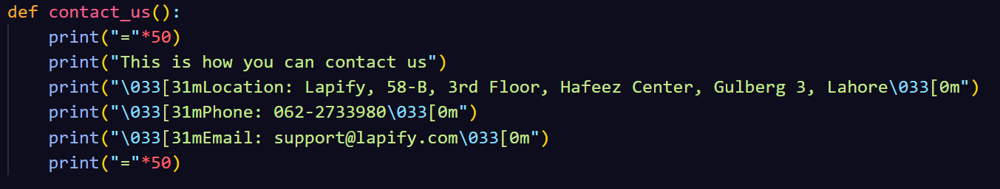 def contact_us():
    print("="*50)
    print("This is how you can contact us")
    print("\033[31mLocation: Lapify, 58-B, 3rd Floor, Hafeez Center, Gulberg 3, Lahore\033[0m")
    print("\033[31mPhone: 062-2733980\033[0m")
    print("\033[31mEmail: support@lapify.com\033[0m")
    print("="*50)